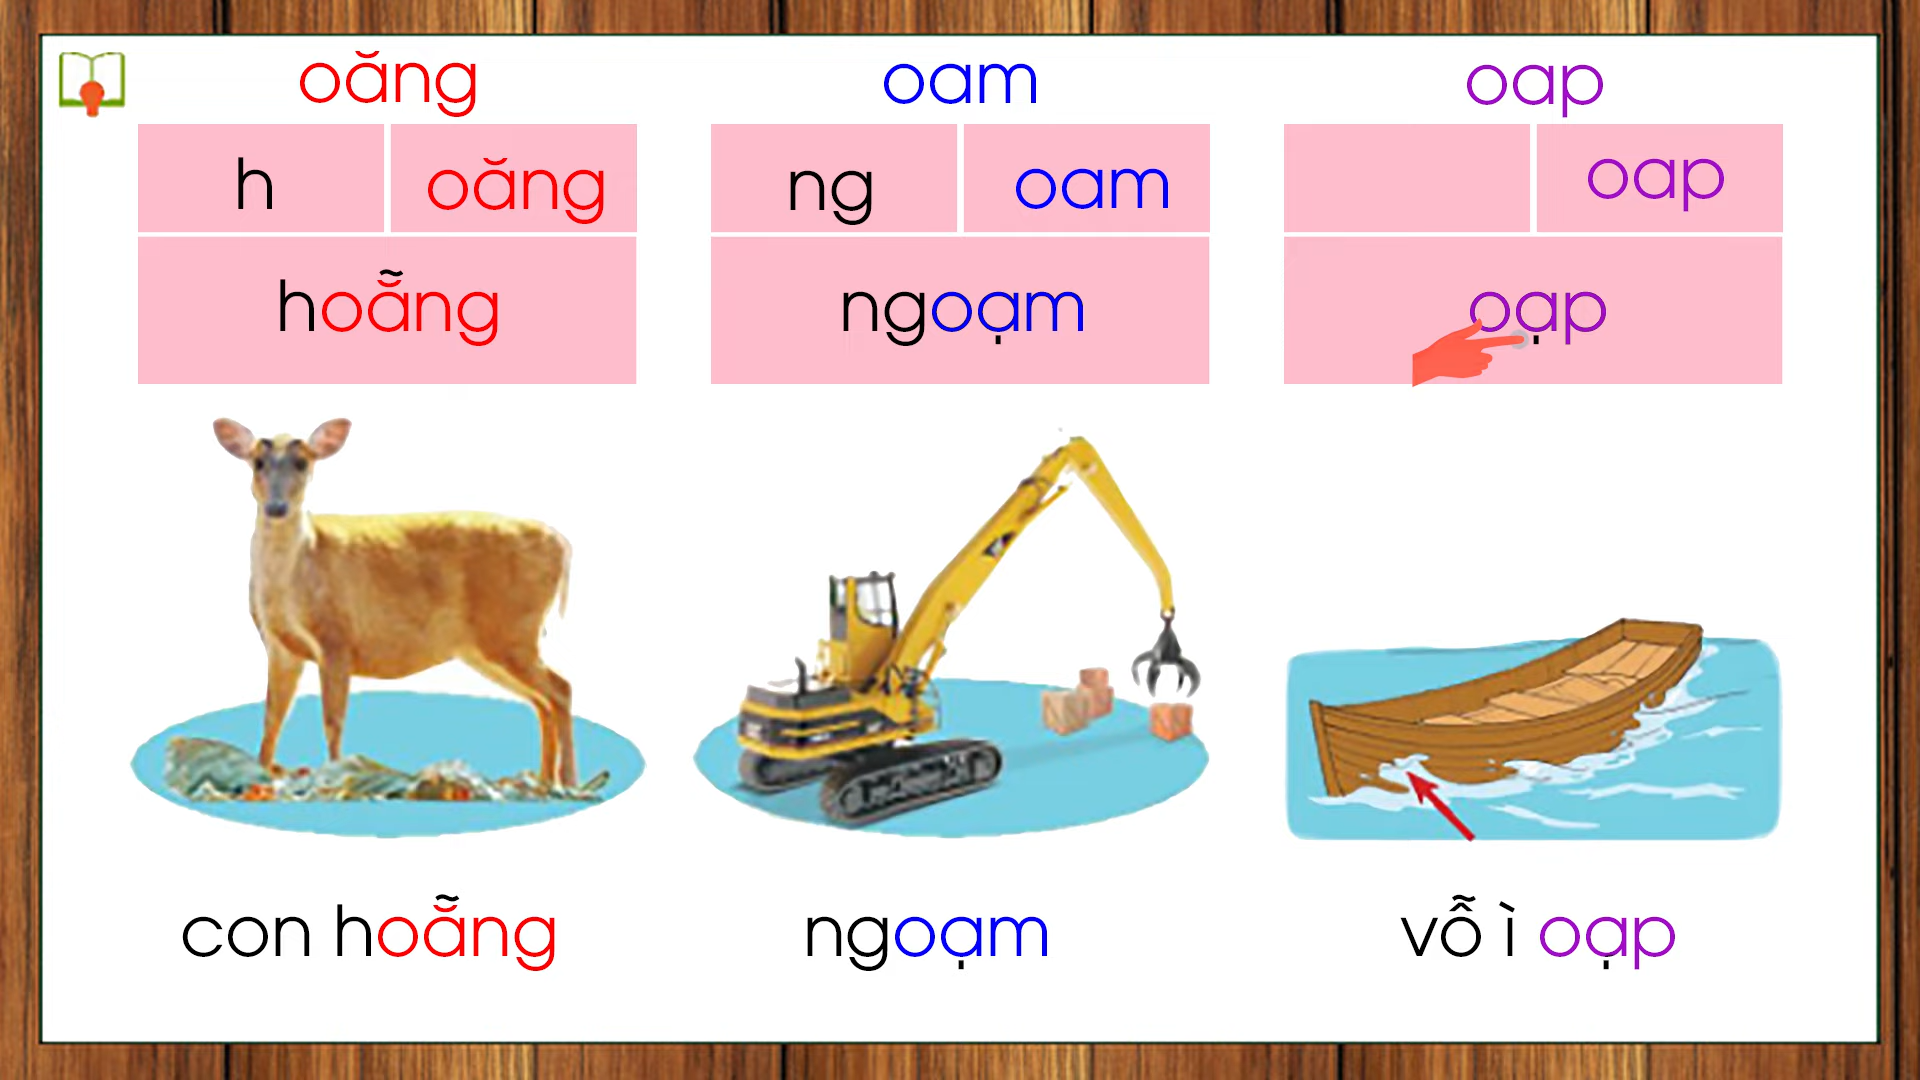 oăng oam oap
h oăng ng oam oap
hoẵng ngoạm oạp
con hoẵng ngoạm vỗ ì oạp